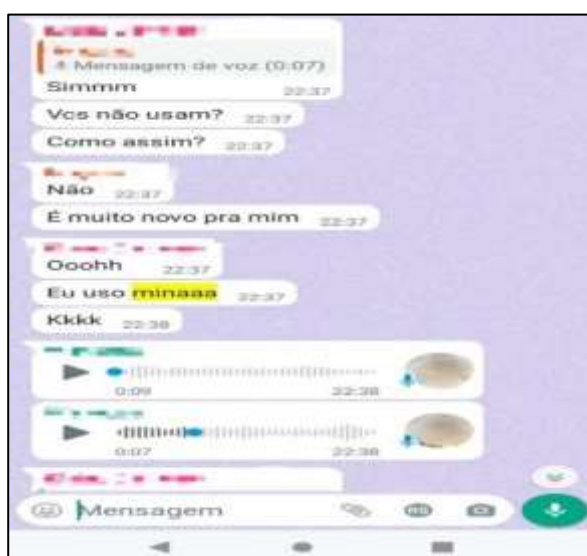 Mensagem de voz (0:07)
Simmm 22:37
Vcs não usam? 22:37
Como assim? 22:37
Não 22:37
É muito novo pra mim 22:37
Ooohh 22:37
Eu uso minaaa 22:37
Kkkk 22:38
0:09 22:38
0:07 22:38
Mensagem